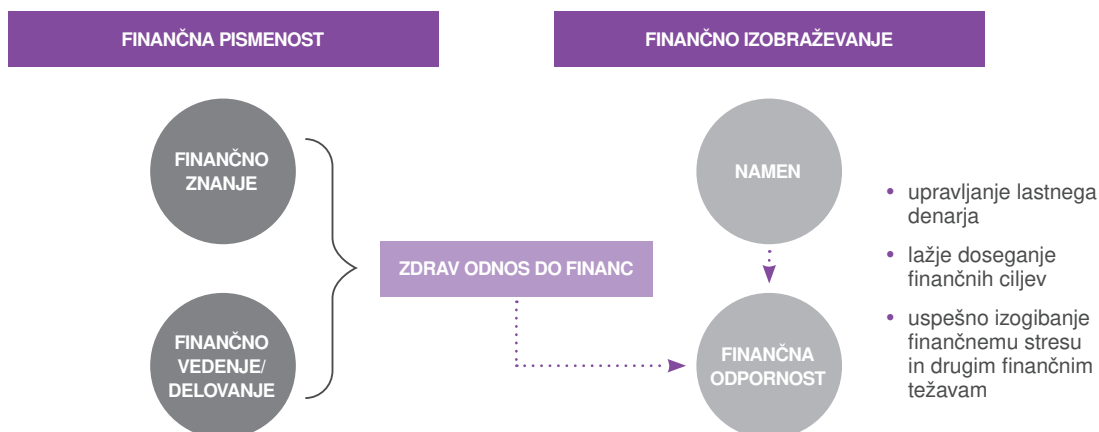 FINANČNA PISMENOST
FINANČNO IZOBRAŽEVANJE
FINANČNO
ZNANJE
FINANČNO
VEDENJE/
DELOVANJE
ZDRAV ODNOS DO FINANC
NAMEN
FINANČNA
ODPORNOST
• upravljanje lastnega
denarja
• lažje doseganje
finančnih ciljev
• uspešno izogibanje
finančnemu stresu
in drugim finančnim
težavam